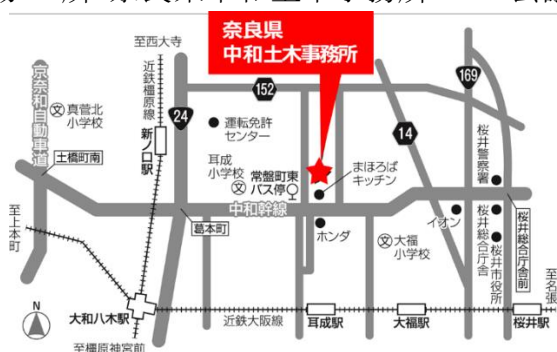 奈良県
中和土木事務所
至西大寺
近鉄橿原線
京奈和自動車道
真菅北
小学校
文
24
152
169
14
新ノ口駅
運転免許
センター
耳成
小学校
文
常盤町東
バス停
まほろば
キッチン
桜井警察署
土橋町南
中和幹線
葛本町
ホンダ
文
大福
小学校
イオン
桜井総合庁舎
桜井市役所
桜井総合庁舎前
至名張
N
大和八木駅
近鉄大阪線
耳成駅
大福駅
桜井駅
至橿原神宮前